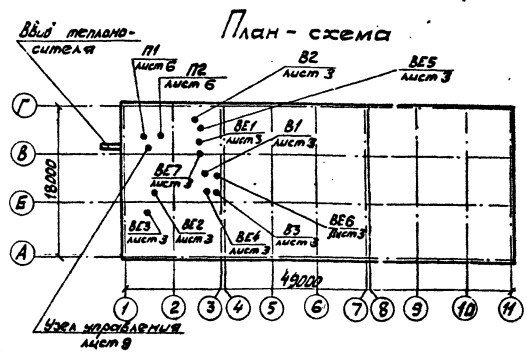 План - схема
Ввод теплоно-
сителя
П1
лист 6
П2
лист 6
В2
лист 3
ВЕ5
лист 3
ВЕ1
лист 3
В1
лист 3
ВЕ7
лист 3
ВЕ3
лист 3
ВЕ2
лист 3
ВЕ4
лист 3
В3
лист 3
ВЕ6
лист 3
Г
В
Е
А
18000
49000
1 2 3 4 5 6 7 8 9 10 11
Узел управления
лист 9